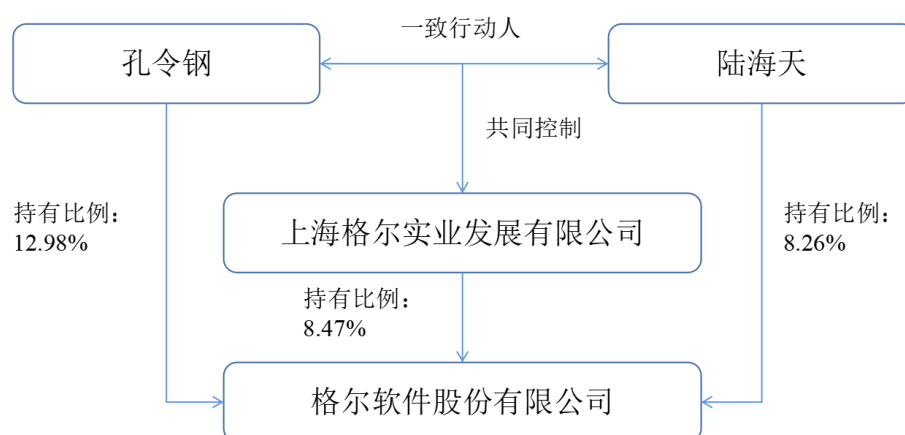 一致行动人
孔令钢
陆海天
共同控制
持有比例：
12.98%
上海格尔实业发展有限公司
持有比例：
8.26%
持有比例：
8.47%
格尔软件股份有限公司